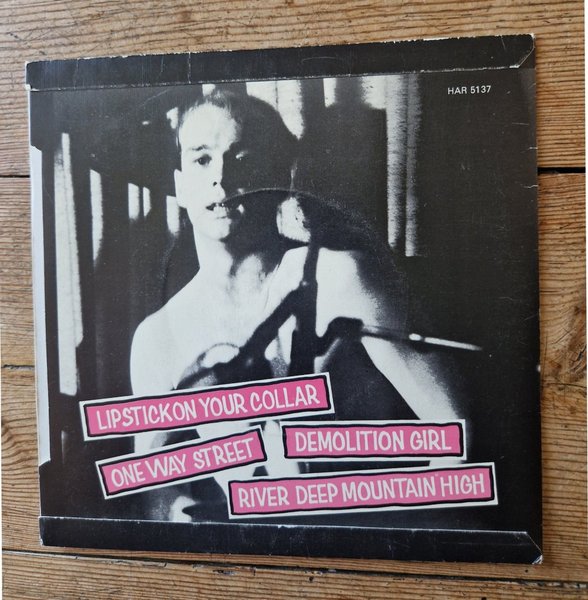 HAR 5137
LIPSTICK ON YOUR COLLAR
ONE WAY STREET
DEMOLITION GIRL
RIVER DEEP MOUNTAIN HIGH